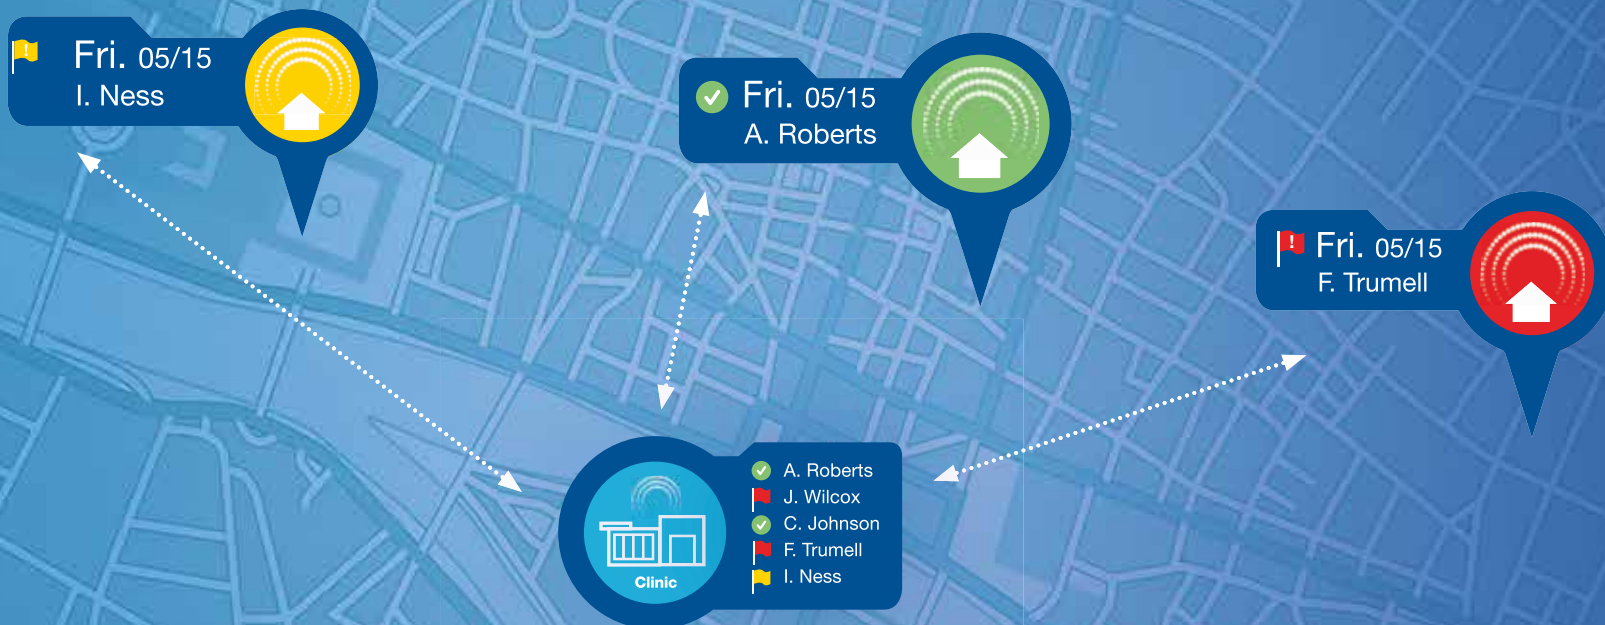 Fri. 05/15
I. Ness
Fri. 05/15
A. Roberts
Fri. 05/15
F. Trumell
Clinic
A. Roberts
J. Wilcox
C. Johnson
F. Trumell
I. Ness